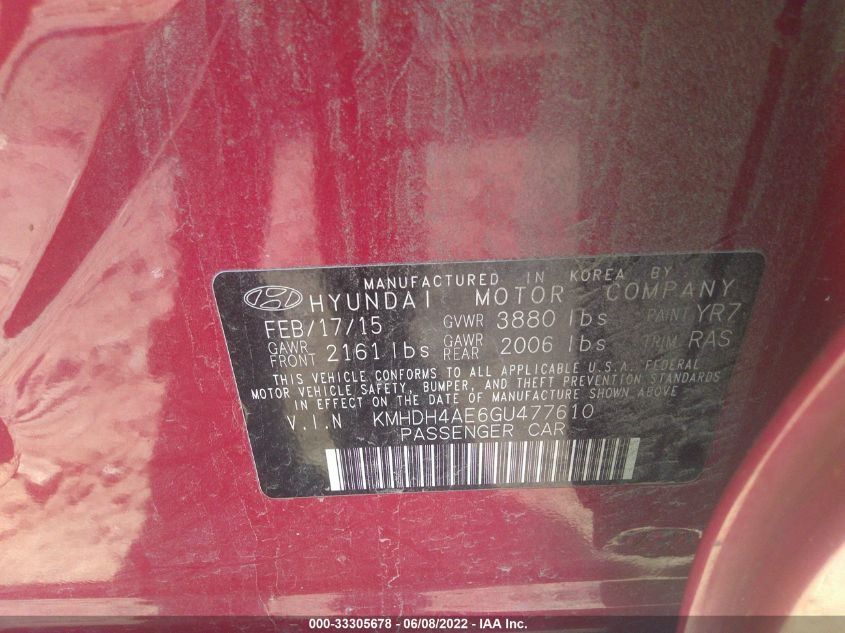 MANUFACTURED IN KOREA BY
HYUNDAI MOTOR COMPANY
FEB/17/15 GVWR 3880 lbs PAINT YR7
GAWR FRONT 2161 lbs GAWR REAR 2006 lbs TRIM RAS
THIS VEHICLE CONFORMS TO ALL APPLICABLE U.S.A. FEDERAL
MOTOR VEHICLE SAFETY, BUMPER, AND THEFT PREVENTION STANDARDS
IN EFFECT ON THE DATE OF MANUFACTURE SHOWN ABOVE
V.I.N KMHDH4AE6GU477610
PASSENGER CAR
000-33305678 - 06/08/2022 - IAA Inc.